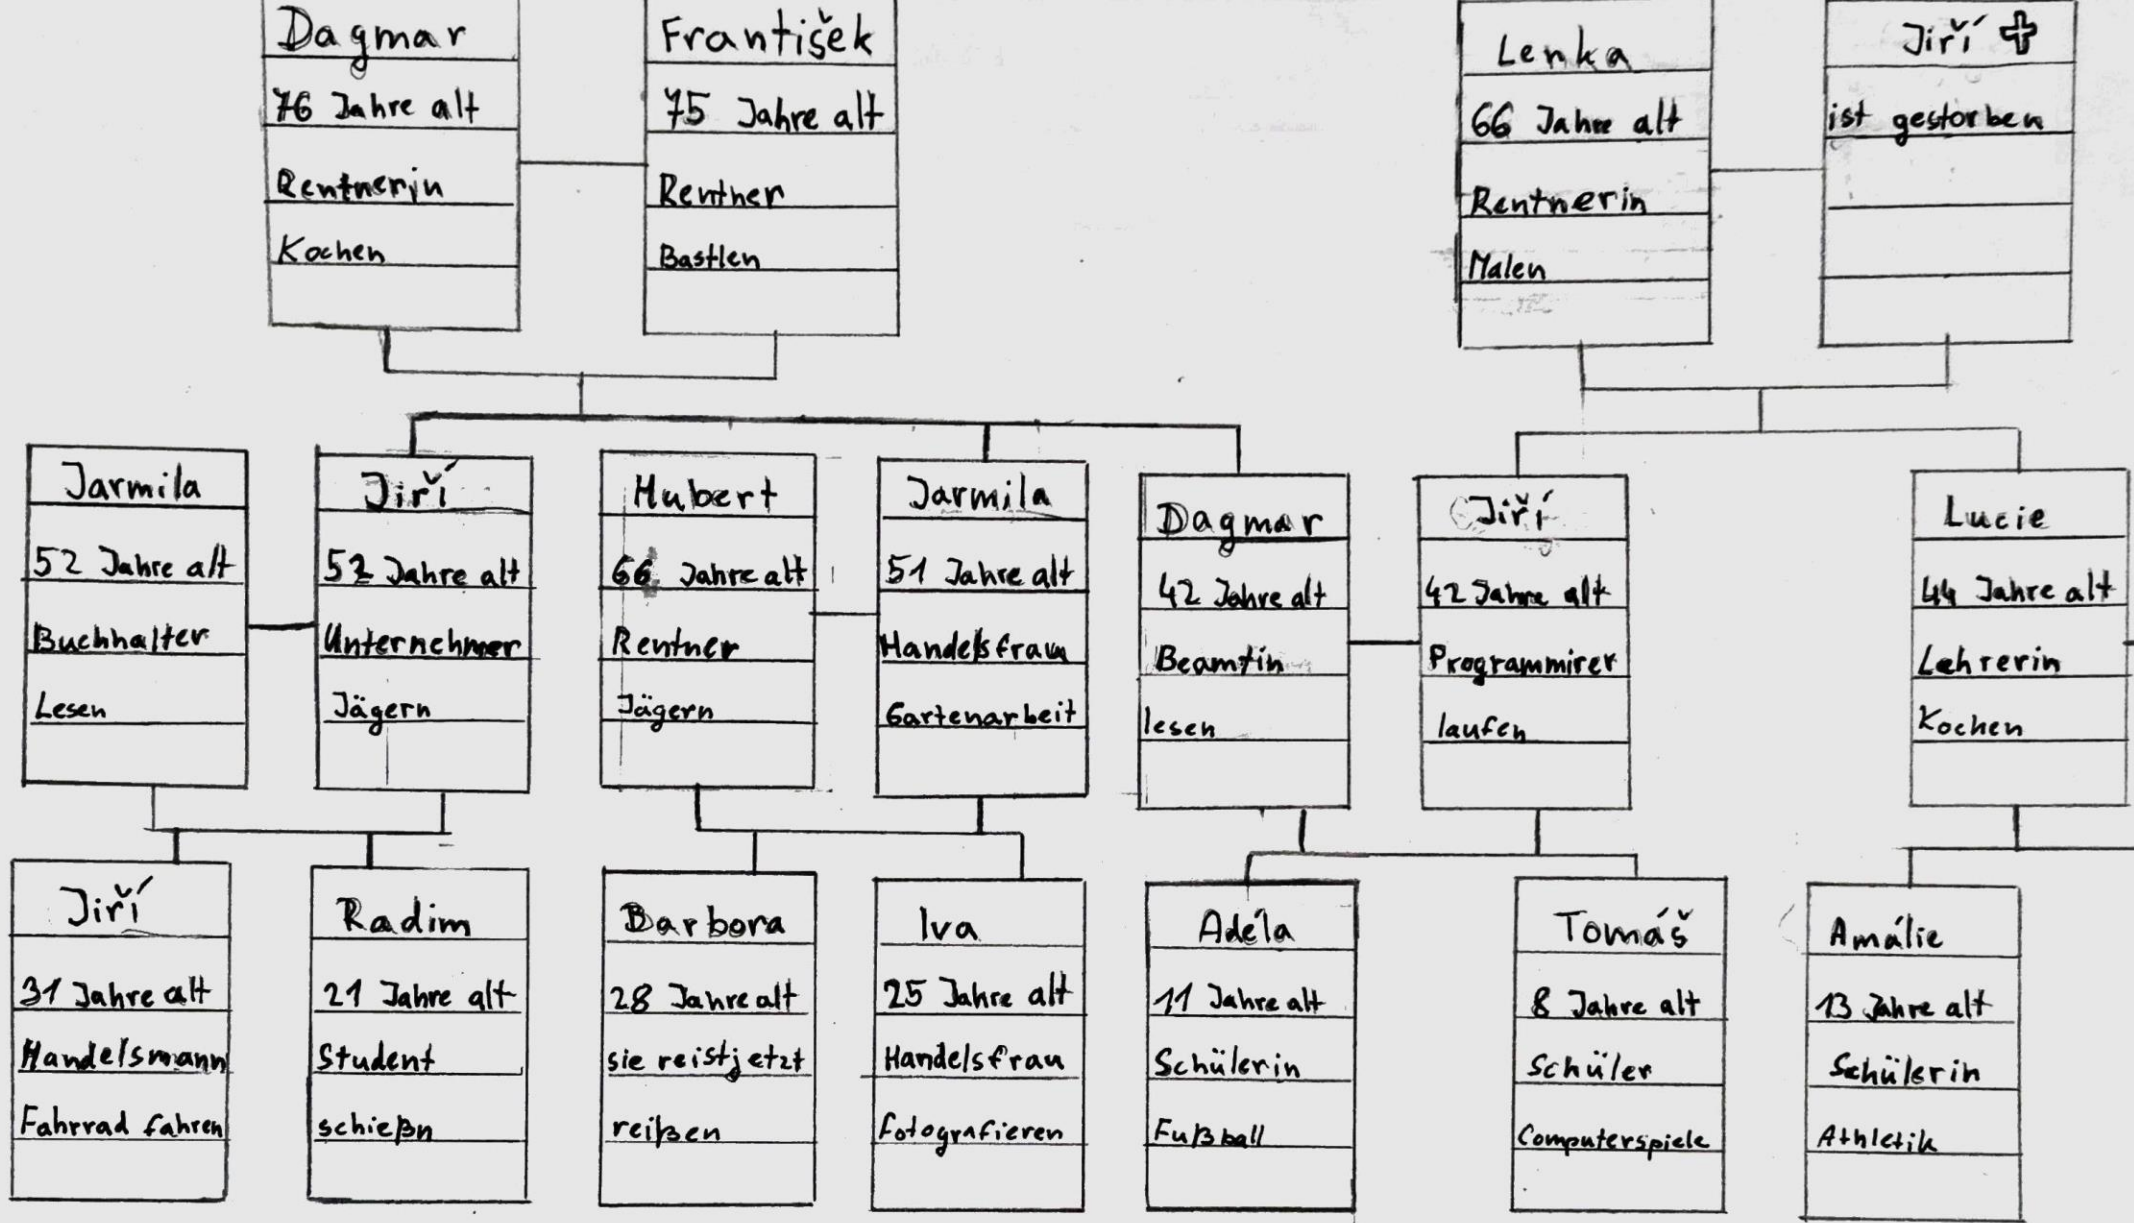 Dagmar
76 Jahre alt
Rentnerin
Kochen
František
75 Jahre alt
Rentner
Bastlen
Lenka
66 Jahre alt
Rentnerin
Malen
Jiří
ist gestorben
Jarmila
52 Jahre alt
Buchhalter
Lesen
Jiří
52 Jahre alt
Unternehmer
Jägern
Hubert
66 Jahre alt
Rentner
Jägern
Jarmila
51 Jahre alt
Handelsfrau
Gartenarbeit
Dagmar
42 Jahre alt
Beamtin
lesen
Jiří
42 Jahre alt
Programmirer
laufen
Lucie
44 Jahre alt
Lehrerin
Kochen
Jiří
31 Jahre alt
Handelsmann
Fahrrad fahren
Radim
21 Jahre alt
Student
schießn
Barbora
28 Jahre alt
sie reist jetzt
reißen
Iva
25 Jahre alt
Handelsfrau
fotografieren
Adéla
11 Jahre alt
Schülerin
Fußball
Tomáš
8 Jahre alt
Schüler
Computerspiele
Amálie
13 Jahre alt
Schülerin
Athletik